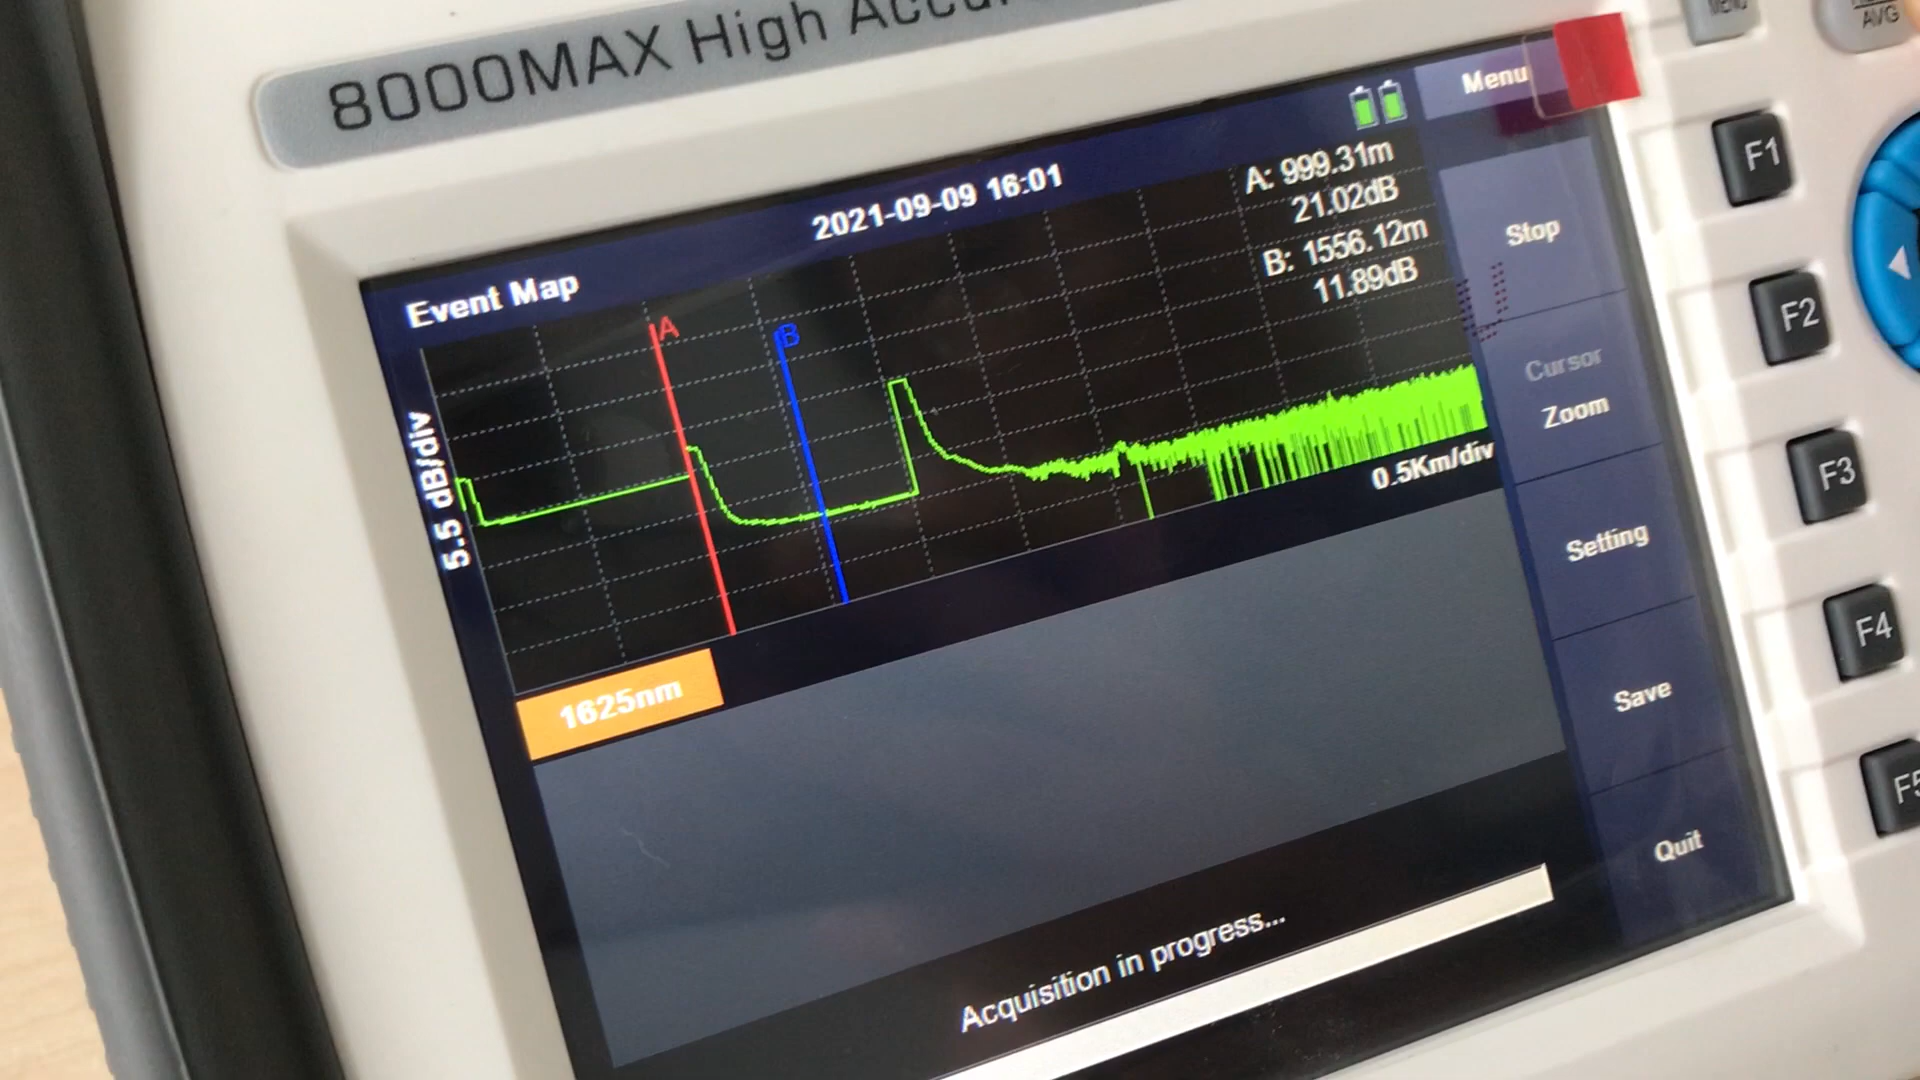 8000MAX High
MENU
AVG
Menu
2021-09-09 16:01
Event Map
A: 999.31m
21.02dB
B: 1556.12m
11.89dB
A
B
5.5 dB/div
0.5Km/div
1625nm
Acquisition in progress...
Stop
Cursor
Zoom
Setting
Save
Quit
F1
F2
F3
F4
F5